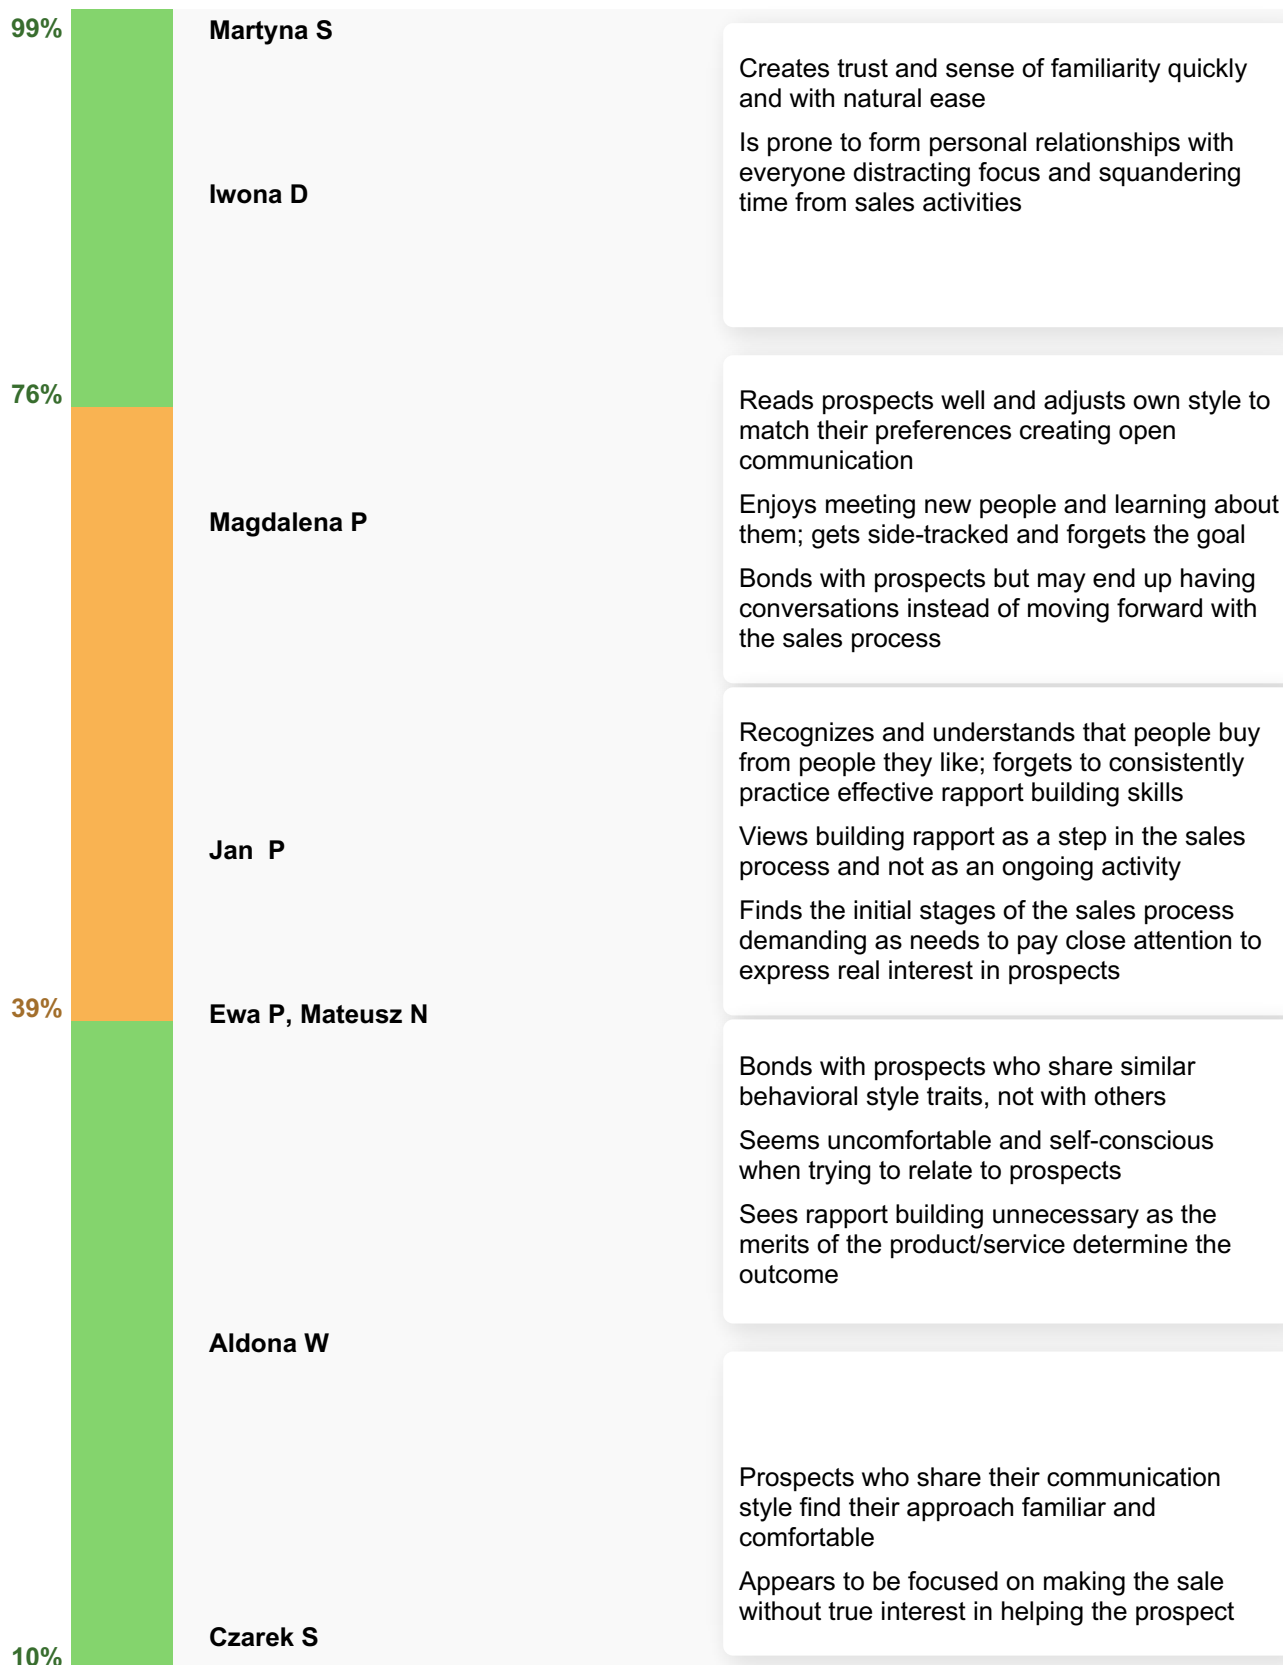 99%
Martyna S
Creates trust and sense of familiarity quickly
and with natural ease
Is prone to form personal relationships with
everyone distracting focus and squandering
time from sales activities
Iwona D
76%
Reads prospects well and adjusts own style to
match their preferences creating open
communication
Enjoys meeting new people and learning about
them; gets side-tracked and forgets the goal
Bonds with prospects but may end up having
conversations instead of moving forward with
the sales process
Magdalena P
Recognizes and understands that people buy
from people they like; forgets to consistently
practice effective rapport building skills
Views building rapport as a step in the sales
process and not as an ongoing activity
Finds the initial stages of the sales process
demanding as needs to pay close attention to
express real interest in prospects
Jan  P
39%
Ewa P, Mateusz N
Bonds with prospects who share similar
behavioral style traits, not with others
Seems uncomfortable and self-conscious
when trying to relate to prospects
Sees rapport building unnecessary as the
merits of the product/service determine the
outcome
Aldona W
Prospects who share their communication
style find their approach familiar and
comfortable
Appears to be focused on making the sale
without true interest in helping the prospect
Czarek S
10%